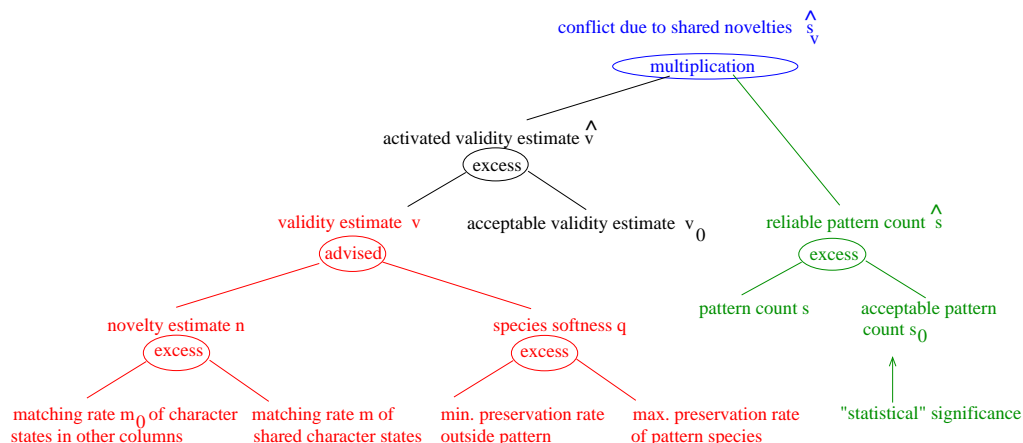 conflict due to shared novelties ŝ_v
multiplication
activated validity estimate v̂
excess
validity estimate v
acceptable validity estimate v_0
reliable pattern count ŝ
advised
excess
pattern count s
acceptable pattern
count s_0
novelty estimate n
species softness q
excess
excess
matching rate m_0 of character
states in other columns
matching rate m of
shared character states
min. preservation rate
outside pattern
max. preservation rate
of pattern species
"statistical" significance